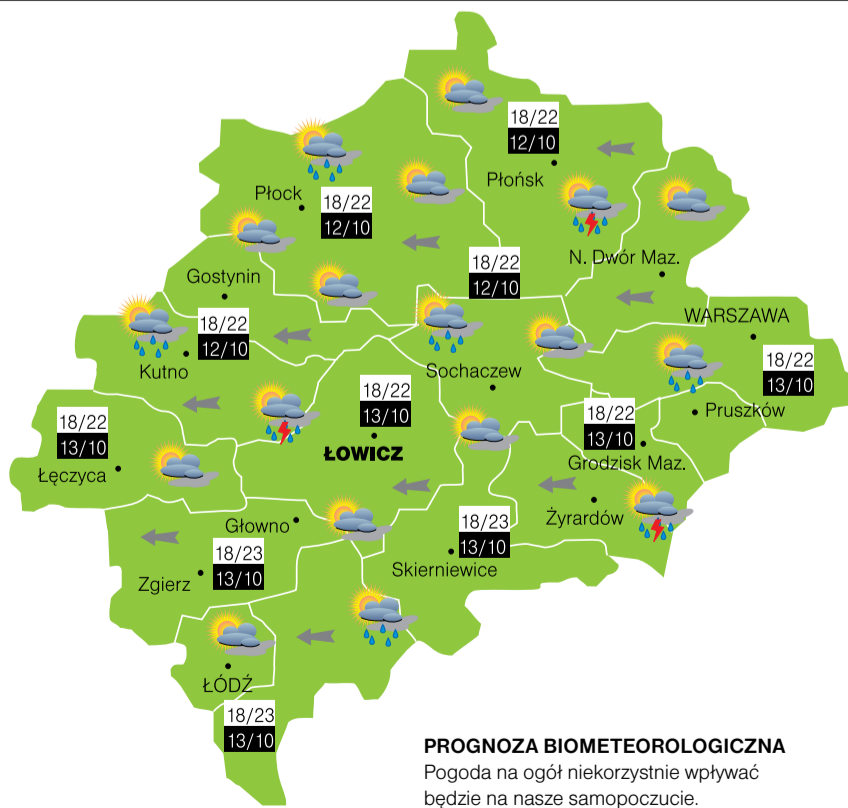 18/22
12/10
Płońsk
Płock
18/22
12/10
18/22
12/10
N. Dwór Maz.
Gostynin
18/22
12/10
Kutno
WARSZAWA
18/22
13/10
Sochaczew
18/22
13/10
ŁOWICZ
18/22
13/10
Pruszków
Grodzisk Maz.
18/22
13/10
Łęczyca
Głowno
Żyrardów
18/23
13/10
Skierniewice
18/23
13/10
Zgierz
ŁÓDŹ
18/23
13/10
PROGNOZA BIOMETEOROLOGICZNA
Pogoda na ogół niekorzystnie wpływać
będzie na nasze samopoczucie.